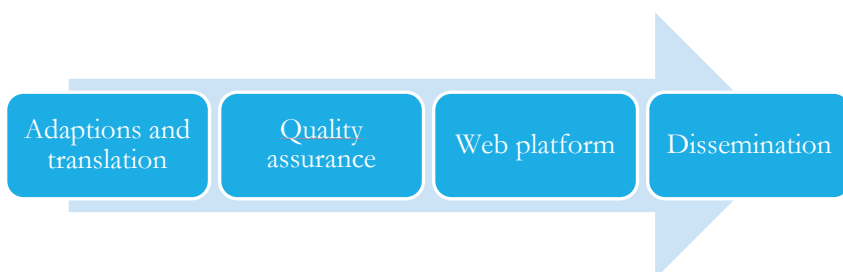 Adaptions and
translation
Quality
assurance
Web platform
Dissemination